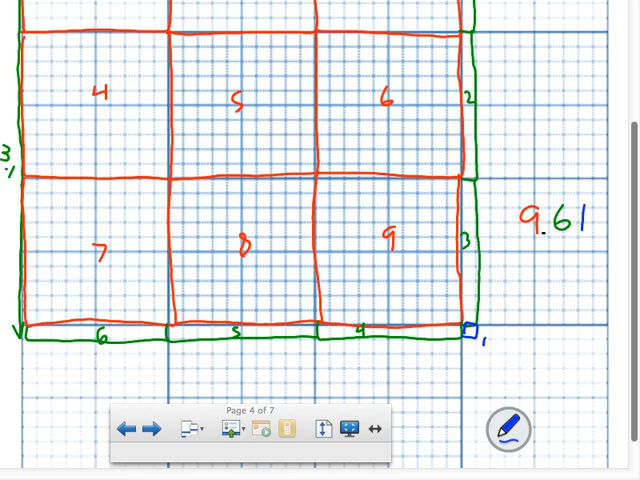 4 5 6 2
3.1
9.61
7 8 9 3
6 5 4 1
Page 4 of 7